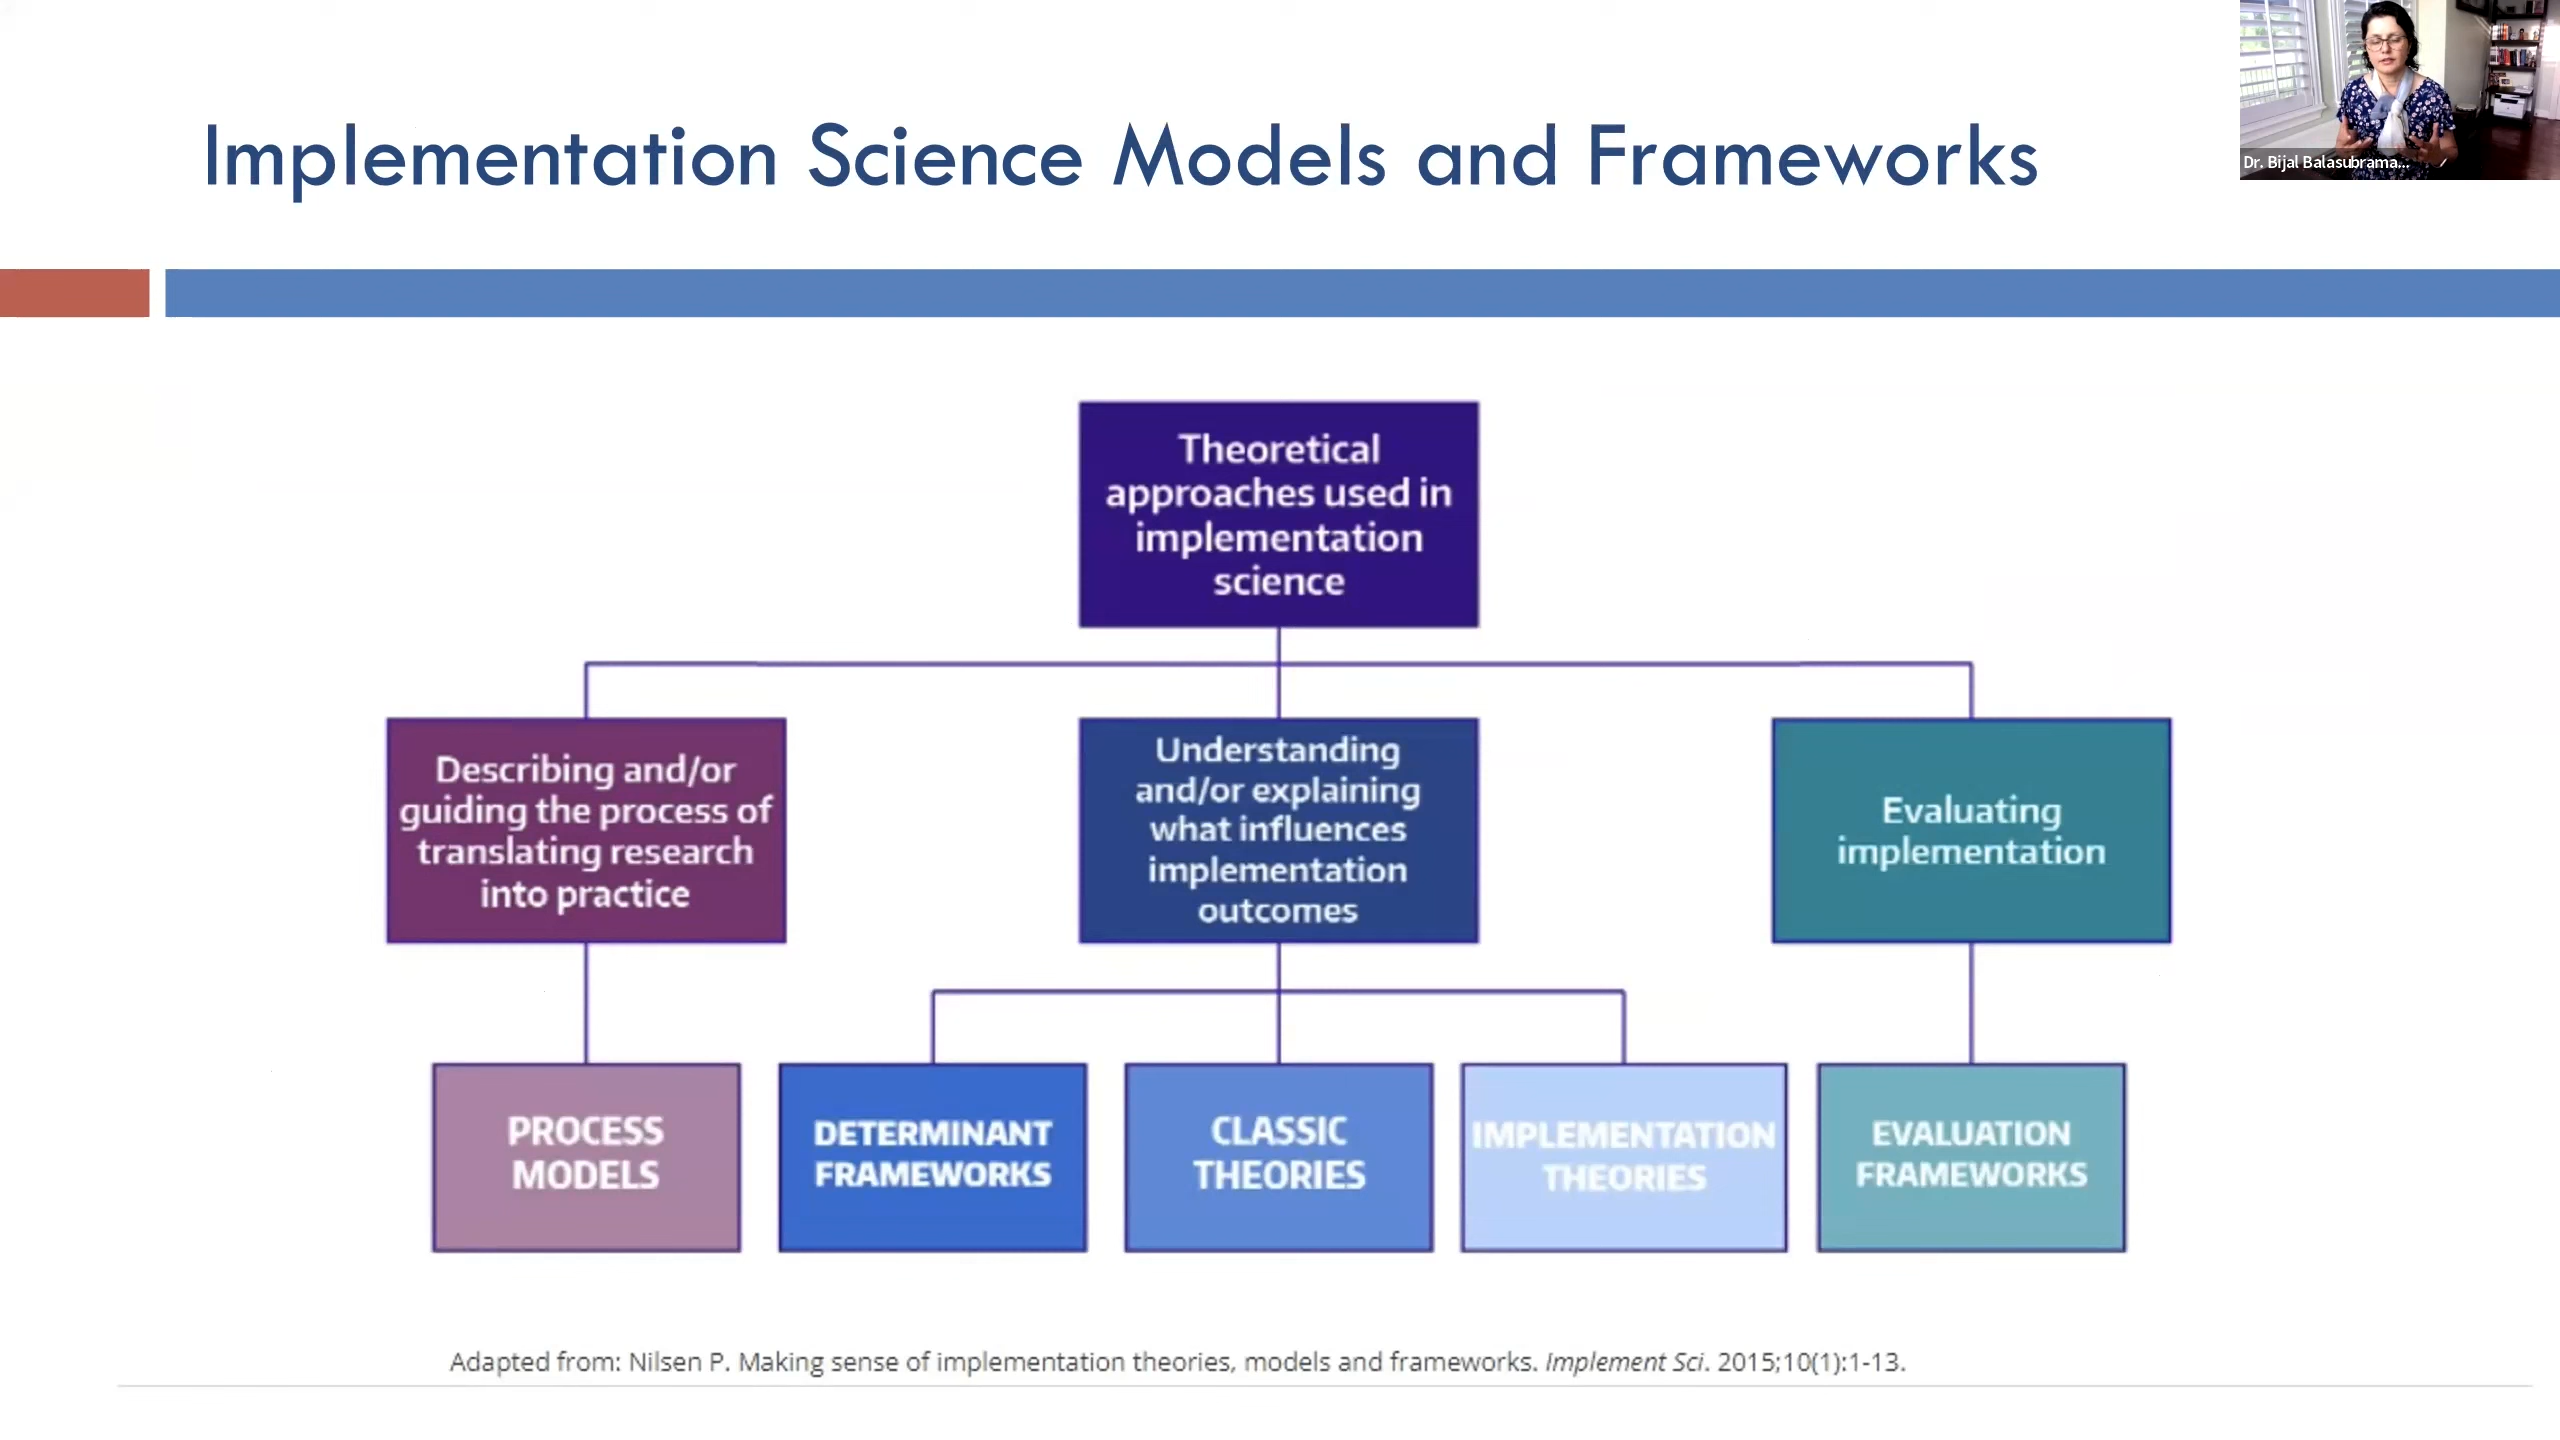 Implementation Science Models and Frameworks
Dr. Bijal Balasubrama...
Theoretical
approaches used in
implementation
science
Describing and/or
guiding the process of
translating research
into practice
Understanding
and/or explaining
what influences
implementation
outcomes
Evaluating
implementation
PROCESS
MODELS
DETERMINANT
FRAMEWORKS
CLASSIC
THEORIES
IMPLEMENTATION
THEORIES
EVALUATION
FRAMEWORKS
Adapted from: Nilsen P. Making sense of implementation theories, models and frameworks. Implement Sci. 2015;10(1):1-13.